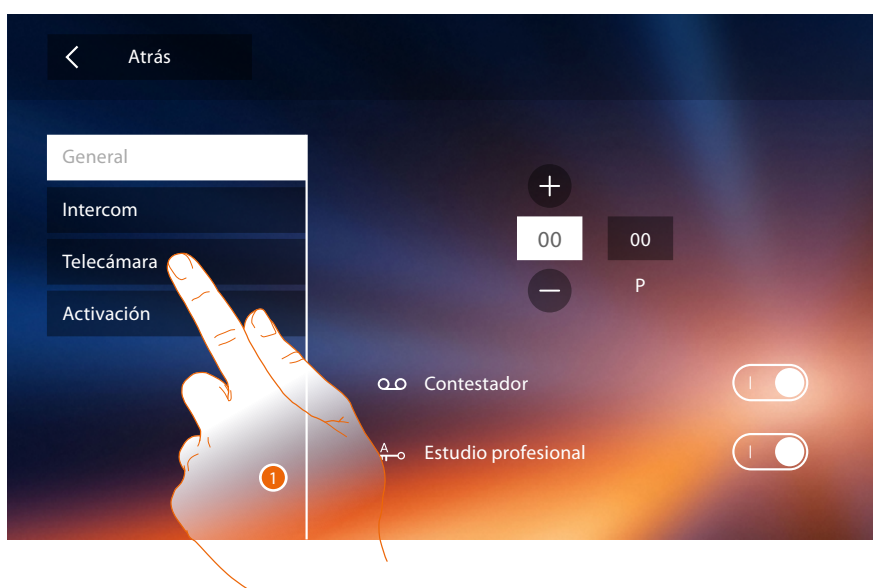 Atrás
General
Intercom
Telecámara
Activación
00
00
P
Contestador
A
Estudio profesional
1